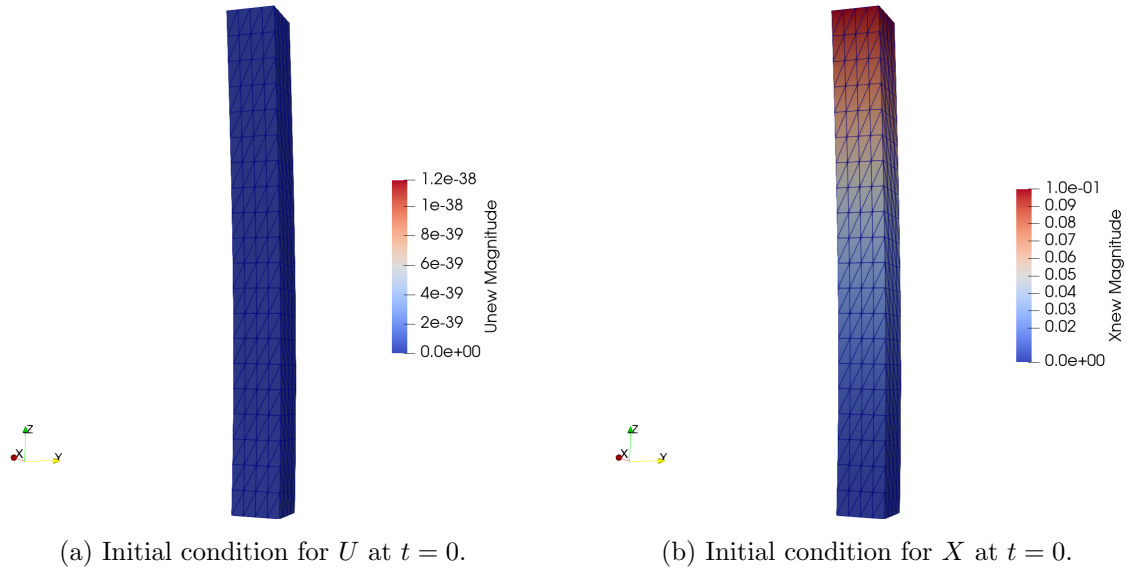 1.2e-38
1e-38
8e-39
6e-39
4e-39
2e-39
0.0e+00
Unew Magnitude
Z
X
Y
(a) Initial condition for U at t = 0.
1.0e-01
0.09
0.08
0.07
0.06
0.05
0.04
0.03
0.02
0.0e+00
Xnew Magnitude
Z
X
Y
(b) Initial condition for X at t = 0.